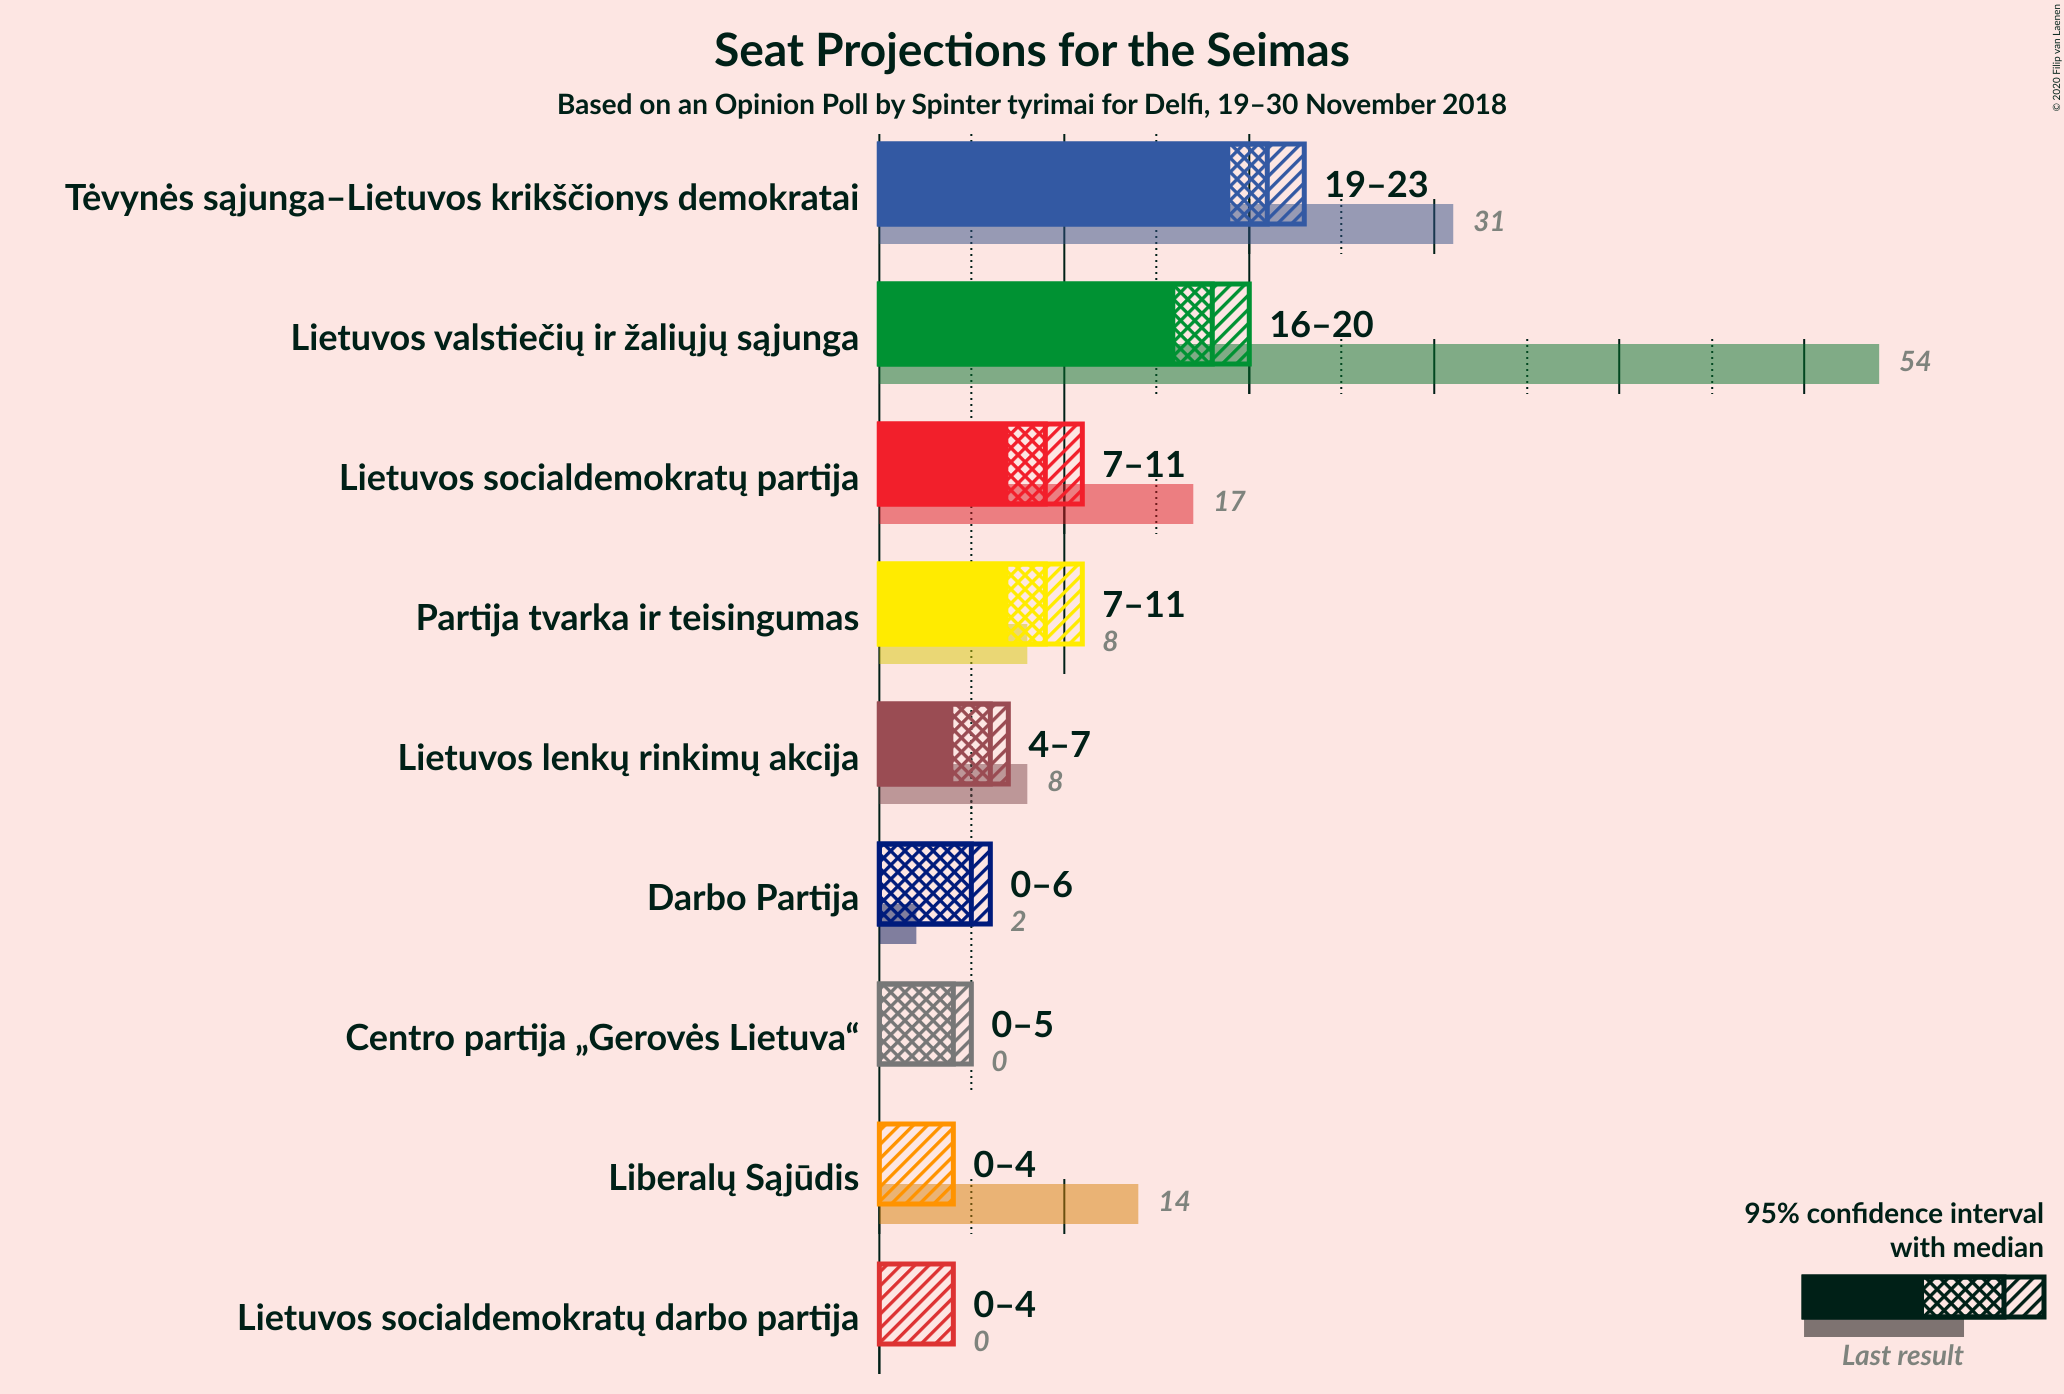 Seat Projections for the Seimas
Based on an Opinion Poll by Spinter tyrimai for Delfi, 19–30 November 2018
© 2020 Filip van Laenen
Tėvynės sąjunga–Lietuvos krikščionys demokratai
19–23
31
Lietuvos valstiečių ir žaliųjų sąjunga
16–20
54
Lietuvos socialdemokratų partija
7–11
17
Partija tvarka ir teisingumas
7–11
8
Lietuvos lenkų rinkimų akcija
4–7
8
Darbo Partija
0–6
2
Centro partija „Gerovės Lietuva“
0–5
0
Liberalų Sąjūdis
0–4
14
Lietuvos socialdemokratų darbo partija
0–4
0
95% confidence interval
with median
Last result